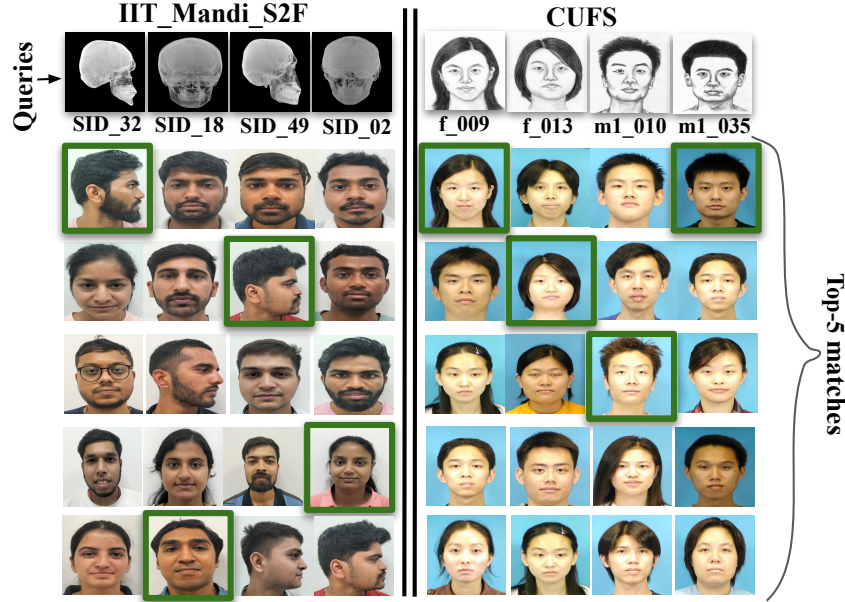 IIT_Mandi_S2F
CUFS
Queries
SID_32 SID_18 SID_49 SID_02
f_009 f_013 m1_010 m1_035
Top-5 matches